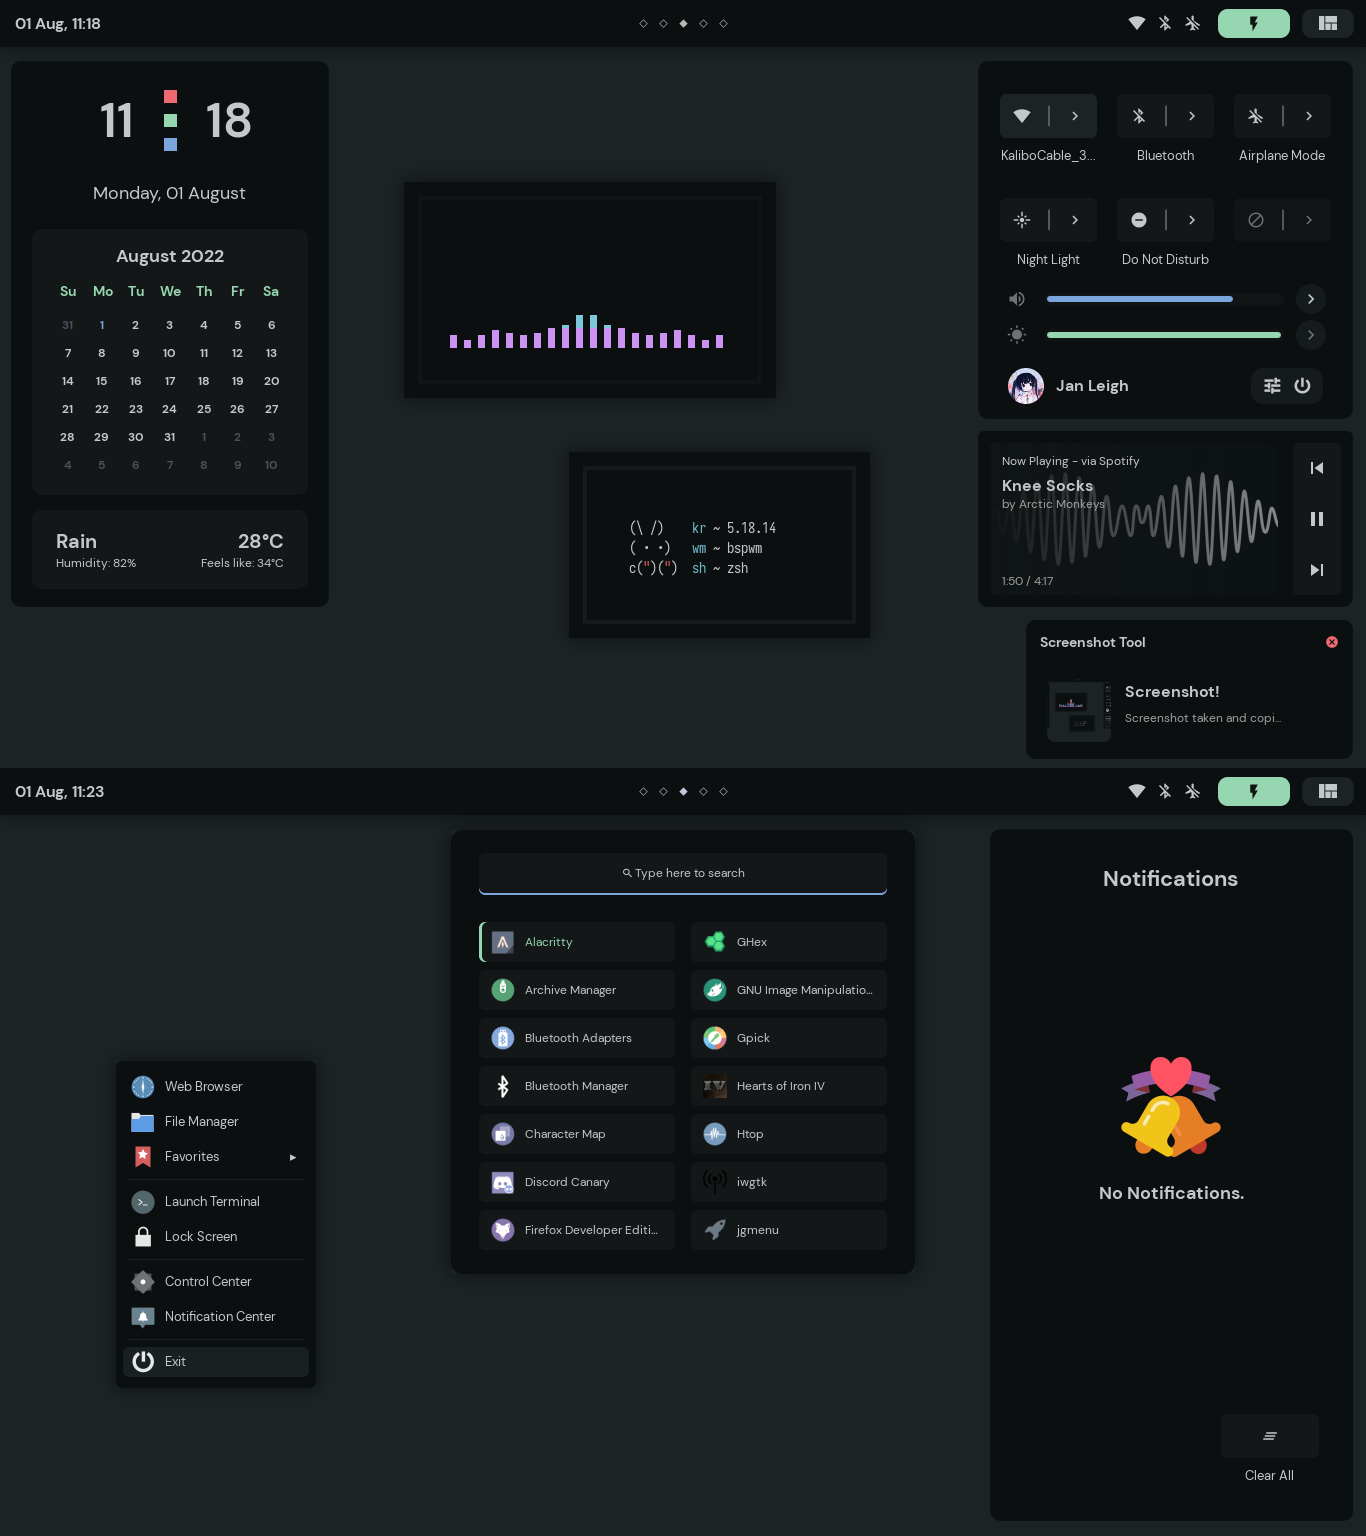 01 Aug, 11:18
11 18
Monday, 01 August
August 2022
Su Mo Tu We Th Fr Sa
31 1 2 3 4 5 6
7 8 9 10 11 12 13
14 15 16 17 18 19 20
21 22 23 24 25 26 27
28 29 30 31 1 2 3
4 5 6 7 8 9 10
Rain 28°C
Humidity: 82% Feels like: 34°C
(\ /) kr ~ 5.18.14
( · ·) wm ~ bspwm
c(")(") sh ~ zsh
KaliboCable_3... Bluetooth Airplane Mode
Night Light Do Not Disturb
Jan Leigh
Now Playing - via Spotify
Knee Socks
by Arctic Monkeys
1:50 / 4:17
Screenshot Tool
Screenshot!
Screenshot taken and copi...
01 Aug, 11:23
Web Browser
File Manager
Favorites
Launch Terminal
Lock Screen
Control Center
Notification Center
Exit
Type here to search
Alacritty GHex
Archive Manager GNU Image Manipulatio...
Bluetooth Adapters Gpick
Bluetooth Manager Hearts of Iron IV
Character Map Htop
Discord Canary iwgtk
Firefox Developer Editi... jgmenu
Notifications
No Notifications.
Clear All